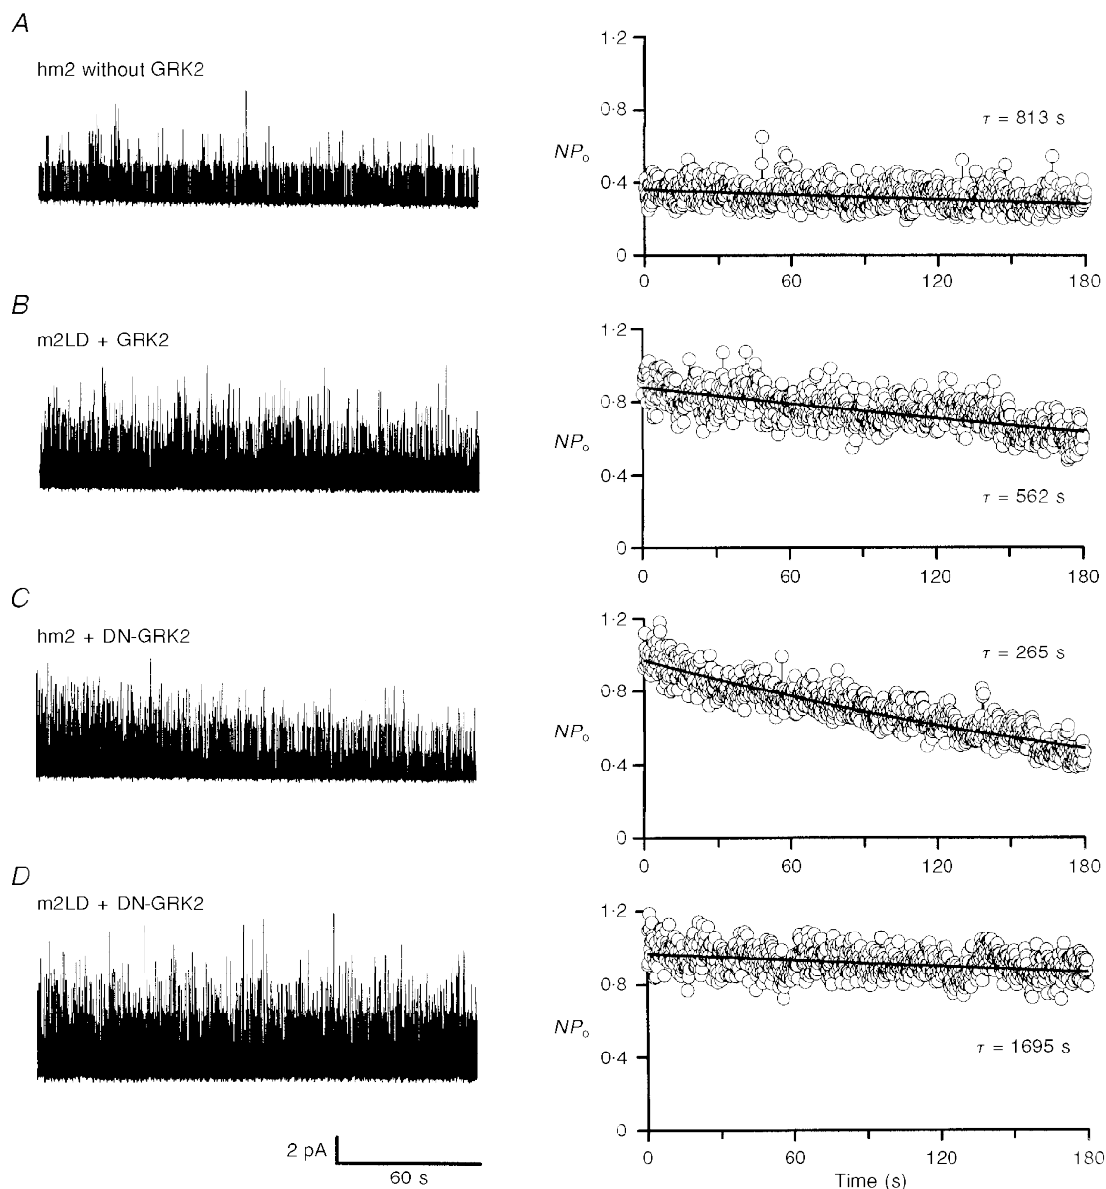 A
hm2 without GRK2
1·2
0·8
NPo
0·4
0
τ = 813 s
0 60 120 180
B
m2LD + GRK2
1·2
0·8
NPo
0·4
0
τ = 562 s
0 60 120 180
C
hm2 + DN-GRK2
1·2
0·8
NPo
0·4
0
τ = 265 s
0 60 120 180
D
m2LD + DN-GRK2
1·2
0·8
NPo
0·4
0
τ = 1695 s
0 60 120 180
Time (s)
2 pA
60 s